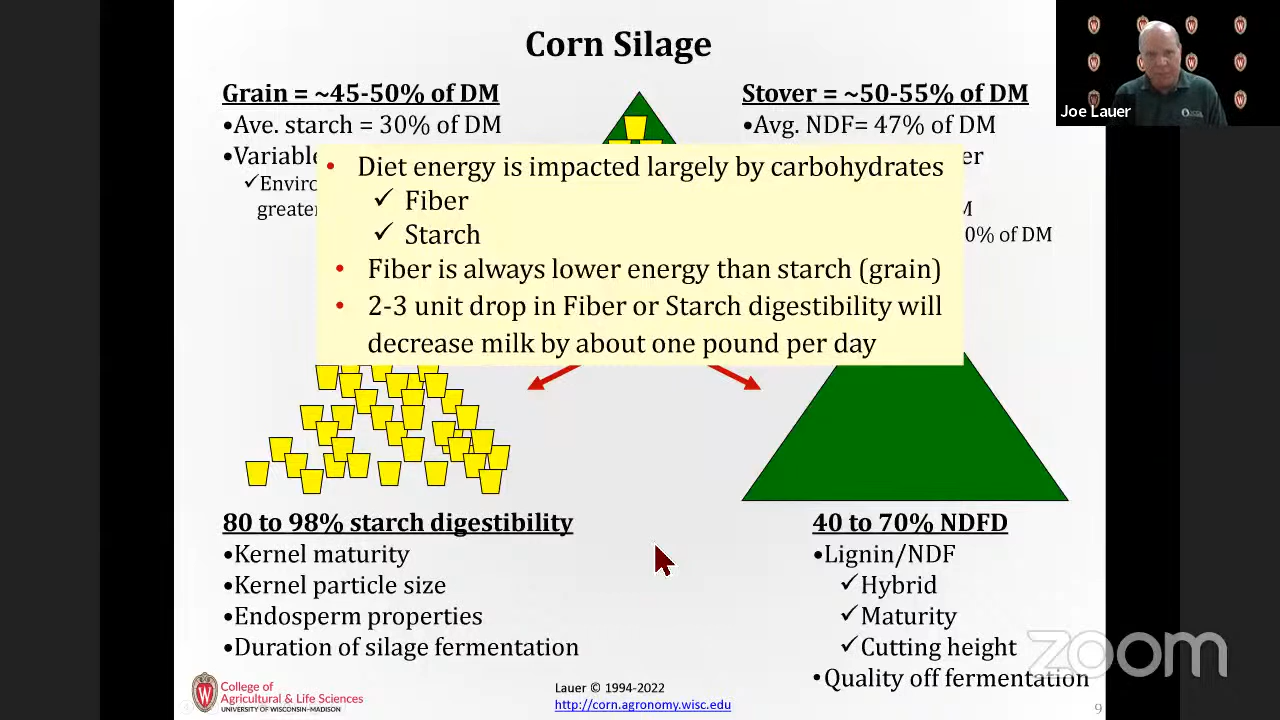 Corn Silage
Grain = ~45-50% of DM
•Ave. starch = 30% of DM
•Variable
✓Enviro
greater
Stover = ~50-55% of DM
•Avg. NDF= 47% of DM
er
M
0% of DM
Joe Lauer
• Diet energy is impacted largely by carbohydrates
✓ Fiber
✓ Starch
• Fiber is always lower energy than starch (grain)
• 2-3 unit drop in Fiber or Starch digestibility will
decrease milk by about one pound per day
80 to 98% starch digestibility
•Kernel maturity
•Kernel particle size
•Endosperm properties
•Duration of silage fermentation
40 to 70% NDFD
•Lignin/NDF
✓Hybrid
✓Maturity
✓Cutting height
•Quality off fermentation
zoom
College of
Agricultural & Life Sciences
UNIVERSITY OF WISCONSIN-MADISON
Lauer © 1994-2022
http://corn.agronomy.wisc.edu
9